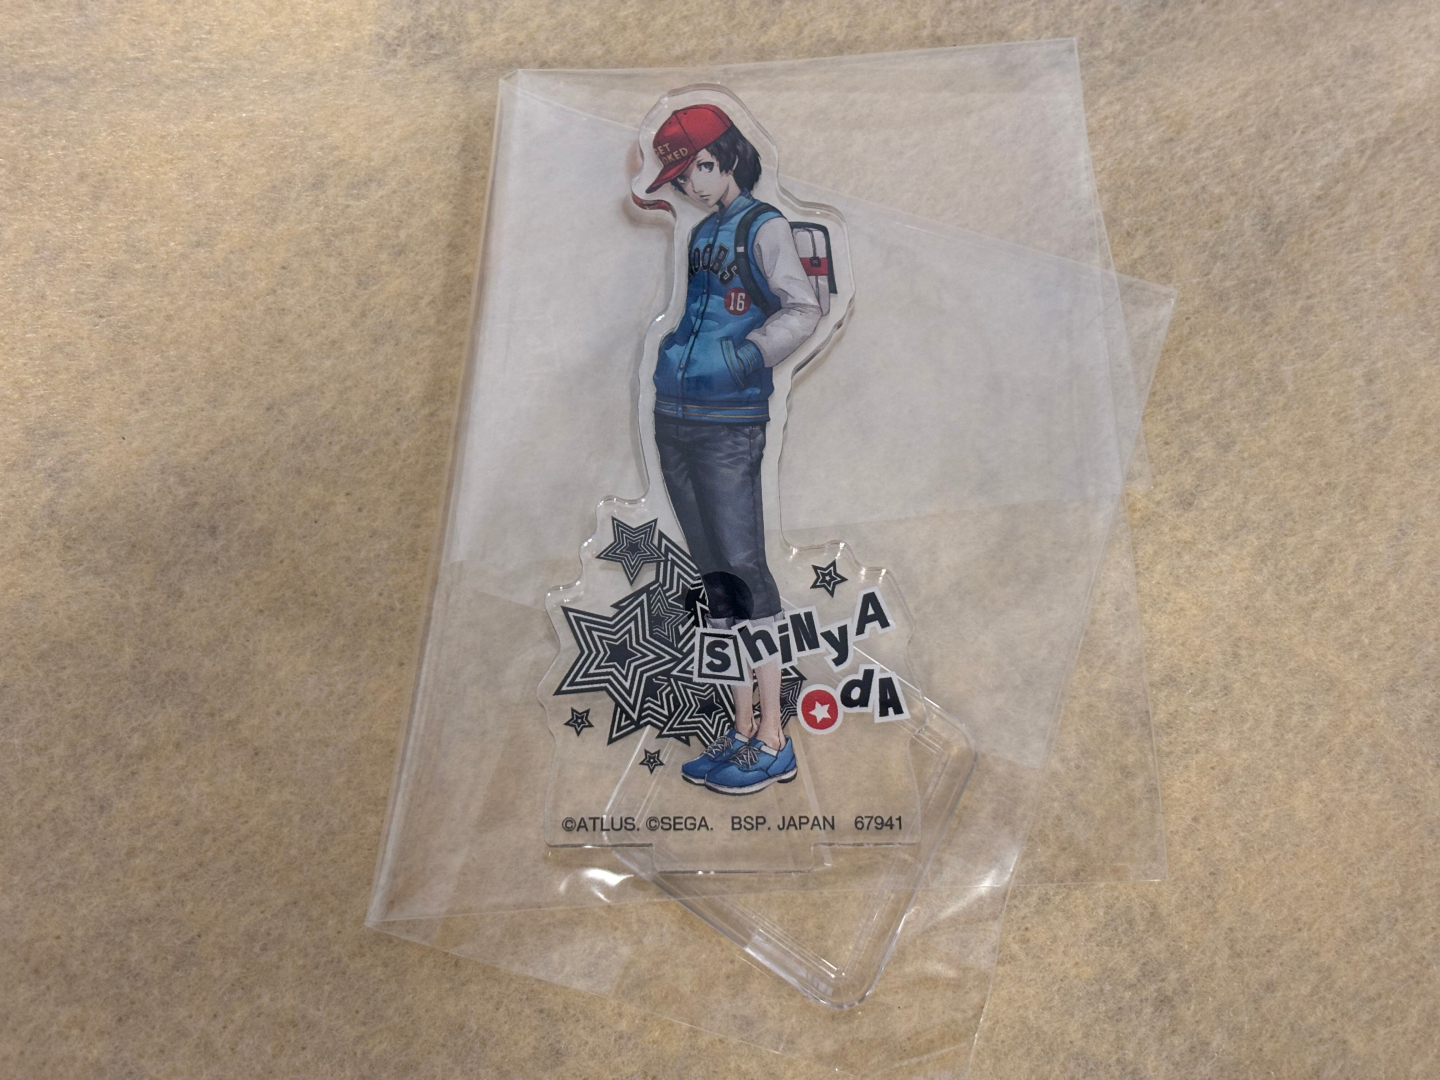 16
ShiNyA
OdA
©ATLUS. ©SEGA. BSP. JAPAN 67941